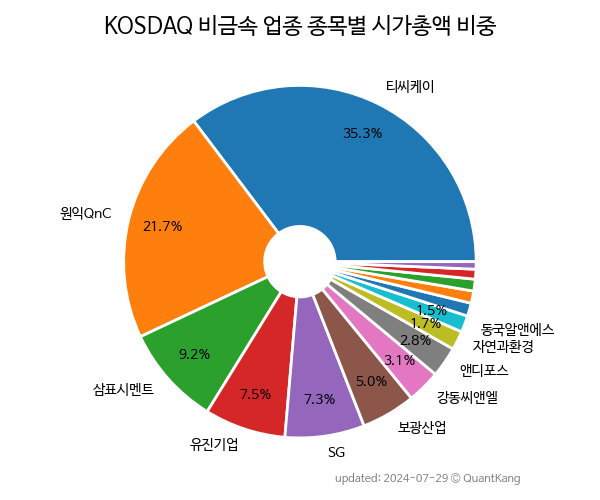 KOSDAQ 비금속 업종 종목별 시가총액 비중
티씨케이
35.3%
원익QnC
21.7%
삼표시멘트
9.2%
유진기업
7.5%
SG
7.3%
보광산업
5.0%
강동씨앤엘
3.1%
앤디포스
2.8%
자연과환경
1.7%
동국알앤에스
1.5%
updated: 2024-07-29 © QuantKang